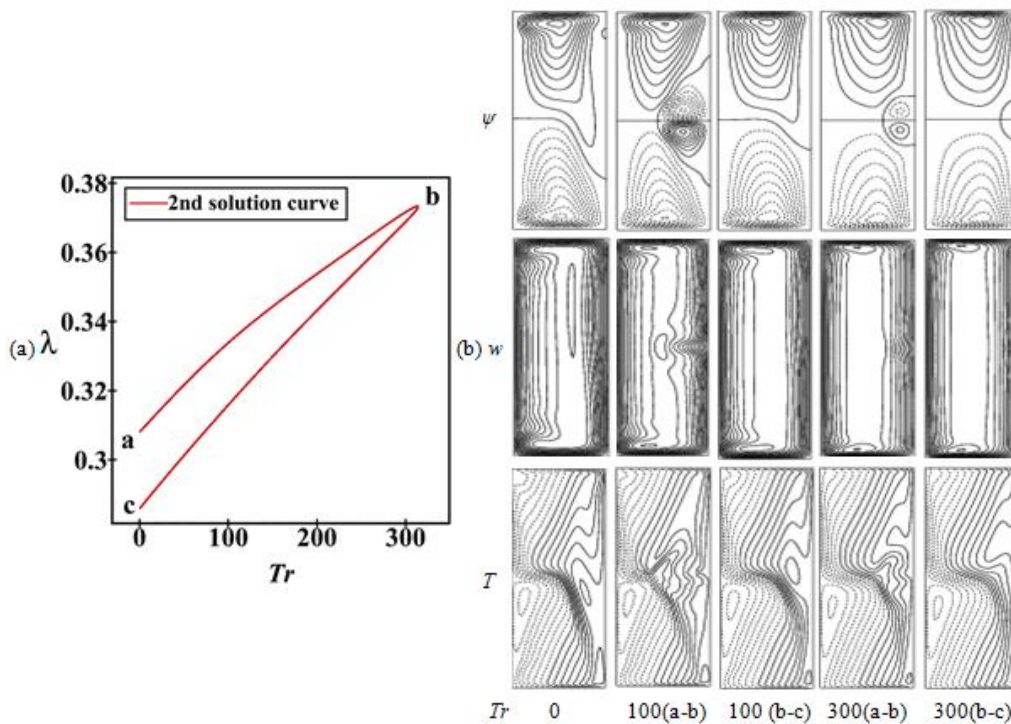 0.38
0.36
0.34
0.32
0.3
2nd solution curve
a
b
c
(a) λ
0 100 200 300
Tr
(b)
ψ
w
T
Tr 0 100(a-b) 100 (b-c) 300(a-b) 300(b-c)